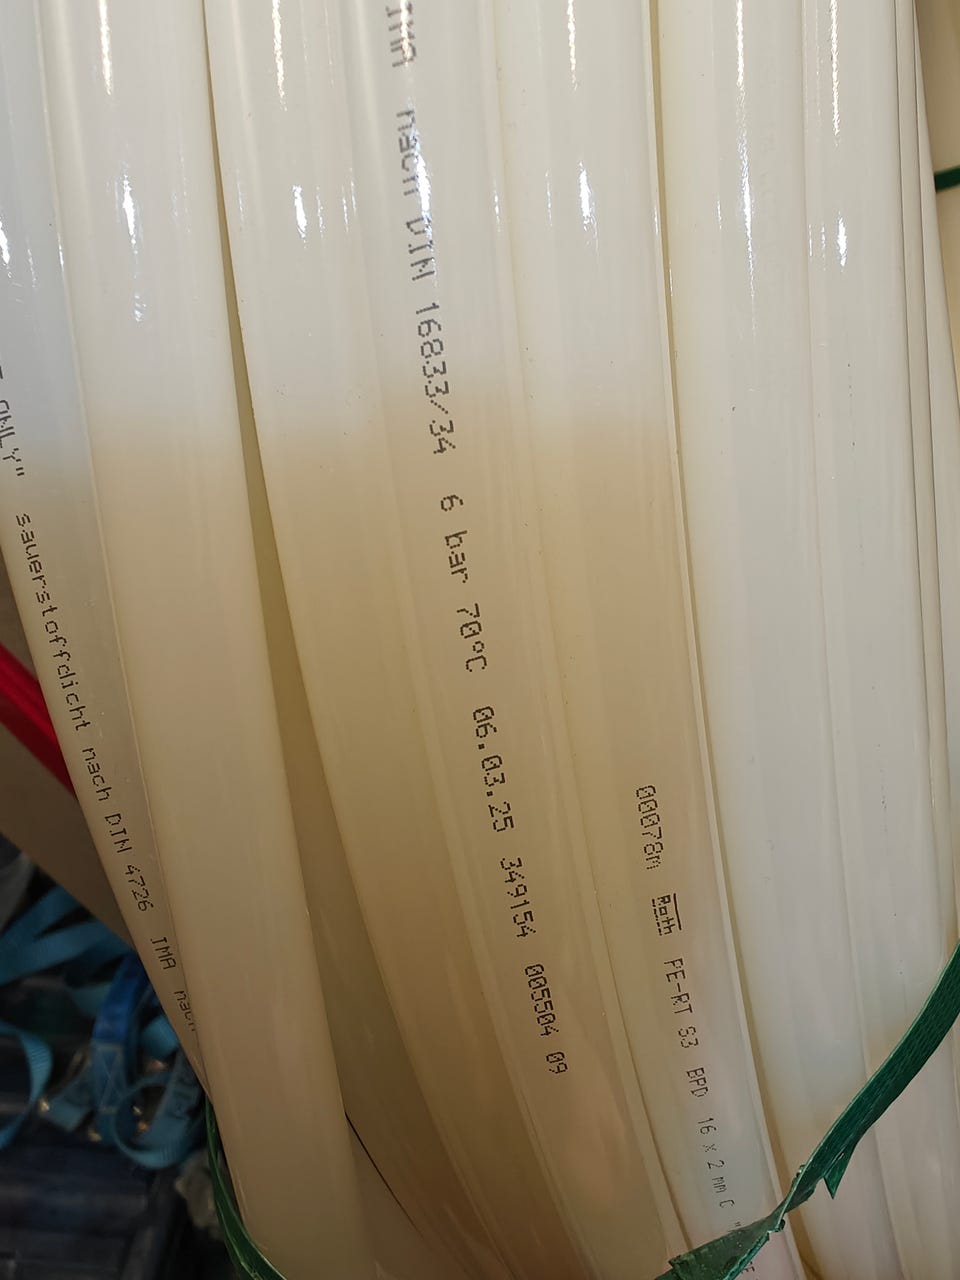 ONLY" sauerstoffdicht nach DIN 4726 IMA nach
IMA nach DIN 16833/34 6 bar 70°C 06.03.25 349154 005504 09
00078m Roth PE-RT S3 BPD 16 x 2 mm C "